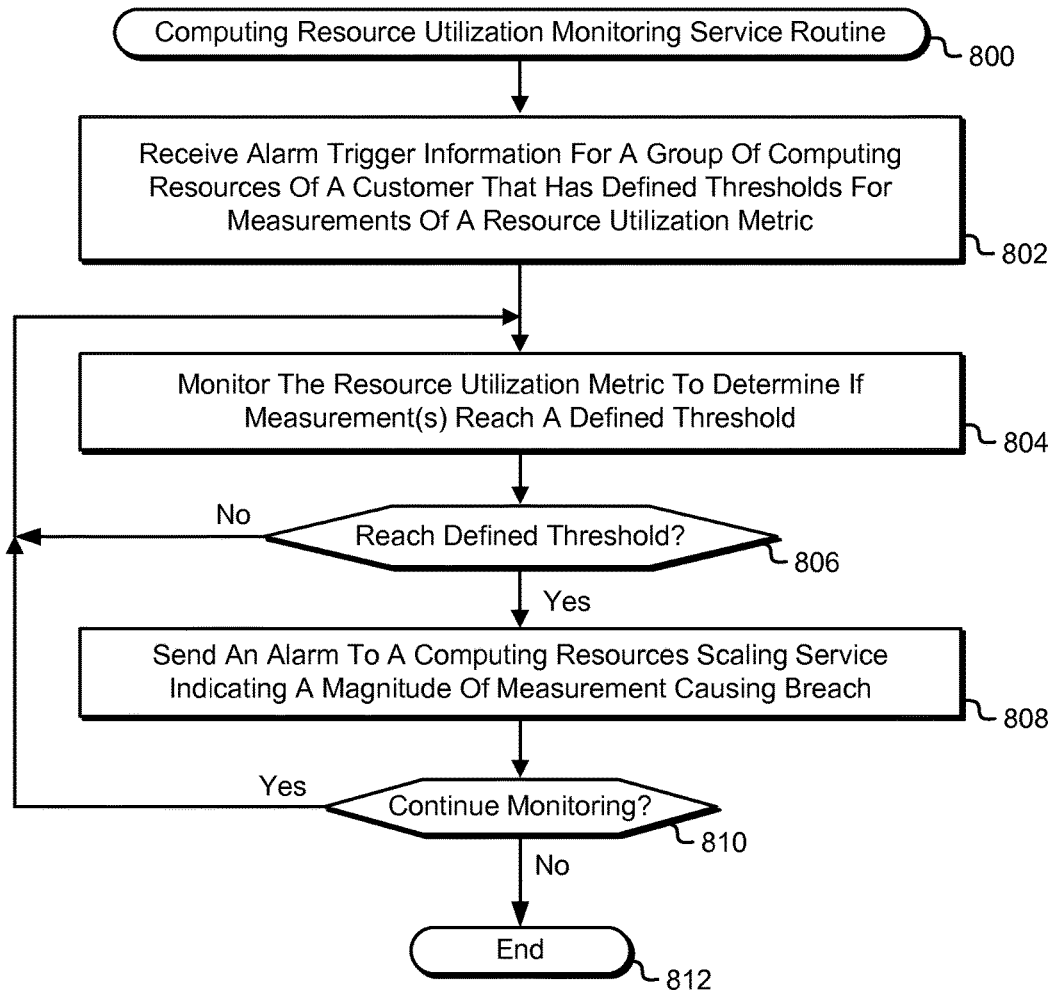 Computing Resource Utilization Monitoring Service Routine
800
Receive Alarm Trigger Information For A Group Of Computing
Resources Of A Customer That Has Defined Thresholds For
Measurements Of A Resource Utilization Metric
802
Monitor The Resource Utilization Metric To Determine If
Measurement(s) Reach A Defined Threshold
804
No
Reach Defined Threshold?
806
Yes
Send An Alarm To A Computing Resources Scaling Service
Indicating A Magnitude Of Measurement Causing Breach
808
Yes
Continue Monitoring?
810
No
End
812